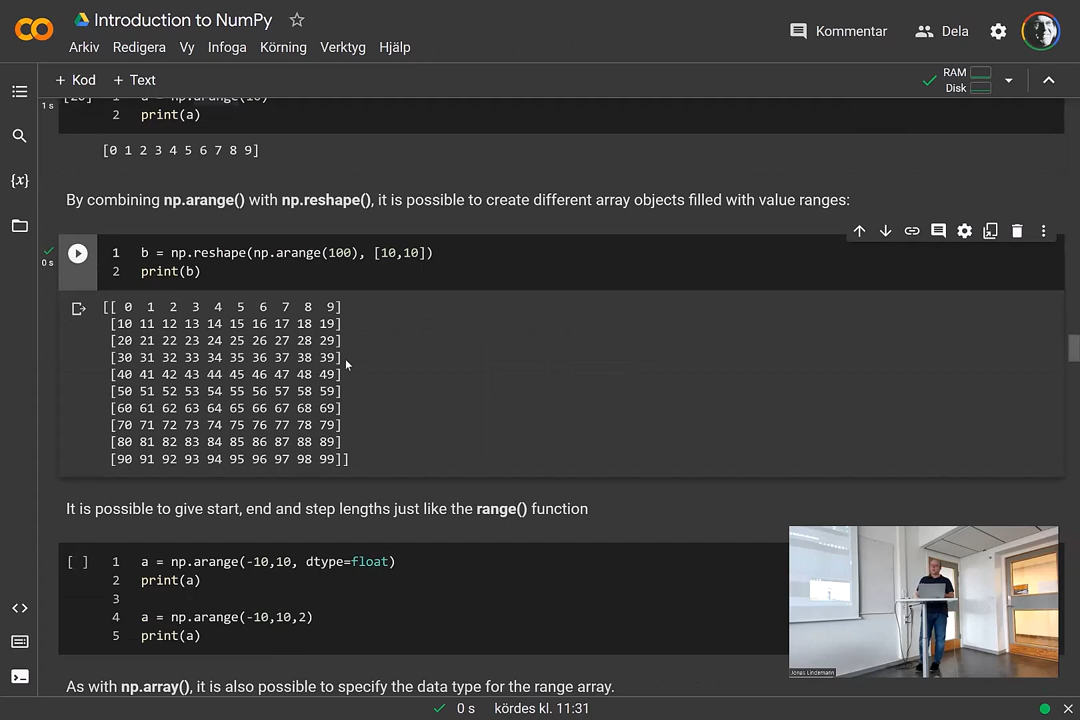 Introduction to NumPy
Arkiv Redigera Vy Infoga Körning Verktyg Hjälp
Kommentar
Dela
+ Kod + Text
RAM
Disk
1 s
1 a = np.arange(10)
2 print(a)
[0 1 2 3 4 5 6 7 8 9]
By combining np.arange() with np.reshape(), it is possible to create different array objects filled with value ranges:
0 s
1 b = np.reshape(np.arange(100), [10,10])
2 print(b)
[[ 0 1 2 3 4 5 6 7 8 9]
[10 11 12 13 14 15 16 17 18 19]
[20 21 22 23 24 25 26 27 28 29]
[30 31 32 33 34 35 36 37 38 39]
[40 41 42 43 44 45 46 47 48 49]
[50 51 52 53 54 55 56 57 58 59]
[60 61 62 63 64 65 66 67 68 69]
[70 71 72 73 74 75 76 77 78 79]
[80 81 82 83 84 85 86 87 88 89]
[90 91 92 93 94 95 96 97 98 99]]
It is possible to give start, end and step lengths just like the range() function
[ ] 1 a = np.arange(-10,10, dtype=float)
2 print(a)
3
4 a = np.arange(-10,10,2)
5 print(a)
Jonas Lindemann
As with np.array(), it is also possible to specify the data type for the range array.
0 s kördes kl. 11:31